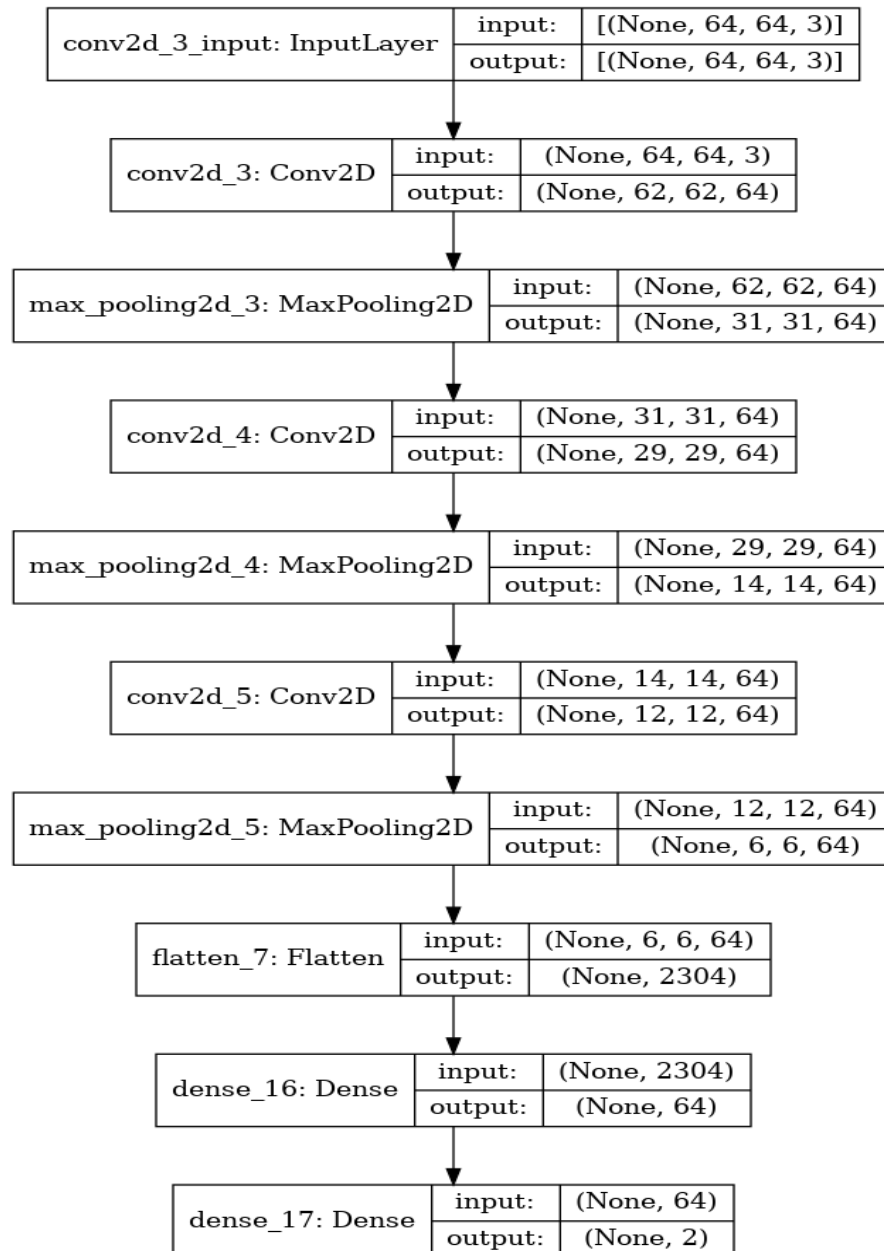 conv2d_3_input: InputLayer
input: [(None, 64, 64, 3)]
output: [(None, 64, 64, 3)]
conv2d_3: Conv2D
input: (None, 64, 64, 3)
output: (None, 62, 62, 64)
max_pooling2d_3: MaxPooling2D
input: (None, 62, 62, 64)
output: (None, 31, 31, 64)
conv2d_4: Conv2D
input: (None, 31, 31, 64)
output: (None, 29, 29, 64)
max_pooling2d_4: MaxPooling2D
input: (None, 29, 29, 64)
output: (None, 14, 14, 64)
conv2d_5: Conv2D
input: (None, 14, 14, 64)
output: (None, 12, 12, 64)
max_pooling2d_5: MaxPooling2D
input: (None, 12, 12, 64)
output: (None, 6, 6, 64)
flatten_7: Flatten
input: (None, 6, 6, 64)
output: (None, 2304)
dense_16: Dense
input: (None, 2304)
output: (None, 64)
dense_17: Dense
input: (None, 64)
output: (None, 2)